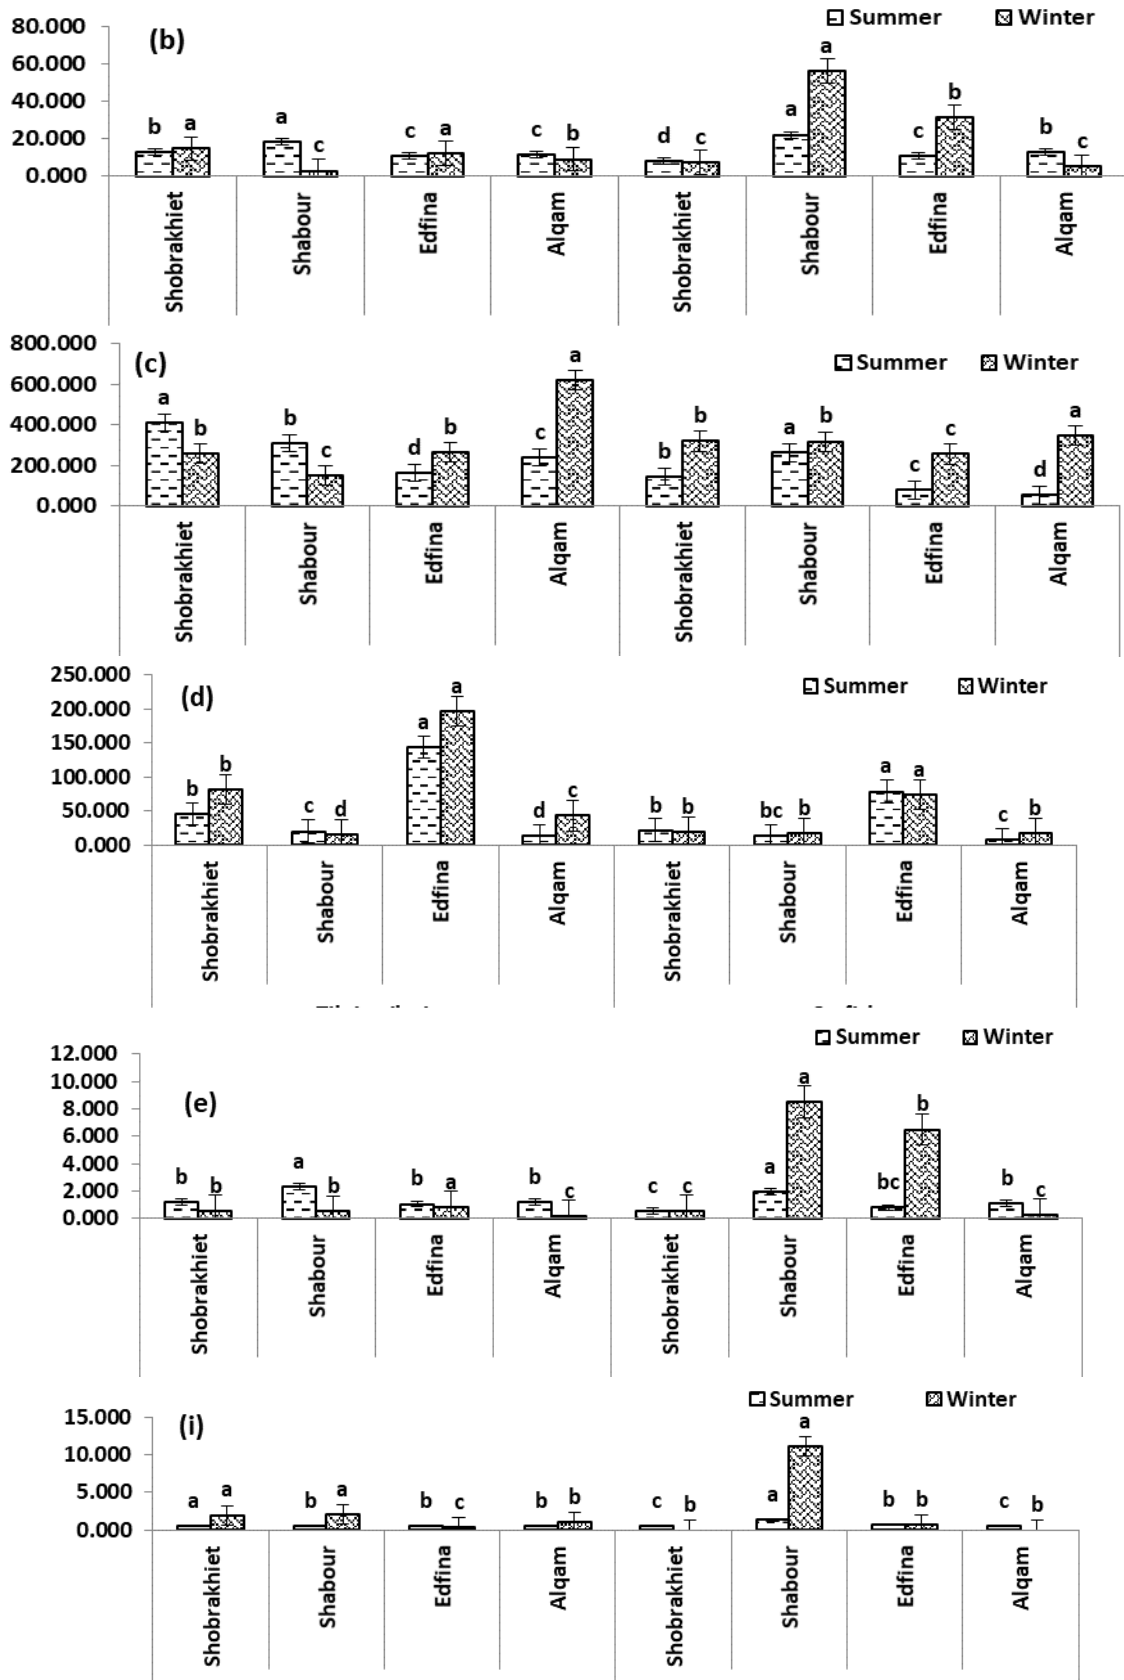 80.000
(b)
Summer Winter
60.000
40.000
20.000
0.000
b a a c c a c b d c a a c b b c
Shobrakhiet Shabour Edfina Alqam Shobrakhiet Shabour Edfina Alqam
800.000
(c)
Summer Winter
600.000
400.000
200.000
0.000
a b b c d b c a b b a b c c d a
Shobrakhiet Shabour Edfina Alqam Shobrakhiet Shabour Edfina Alqam
250.000
(d)
Summer Winter
200.000
150.000
100.000
50.000
0.000
b b c d a a d c b b bc b a a c b
Shobrakhiet Shabour Edfina Alqam Shobrakhiet Shabour Edfina Alqam
Summer Winter
12.000
10.000
(e)
8.000
6.000
4.000
2.000
0.000
b b a b b a b c c c a a bc b b c
Shobrakhiet Shabour Edfina Alqam Shobrakhiet Shabour Edfina Alqam
Summer Winter
15.000
(i)
10.000
5.000
0.000
a a b a b c b b c b a a b b c b
Shobrakhiet Shabour Edfina Alqam Shobrakhiet Shabour Edfina Alqam